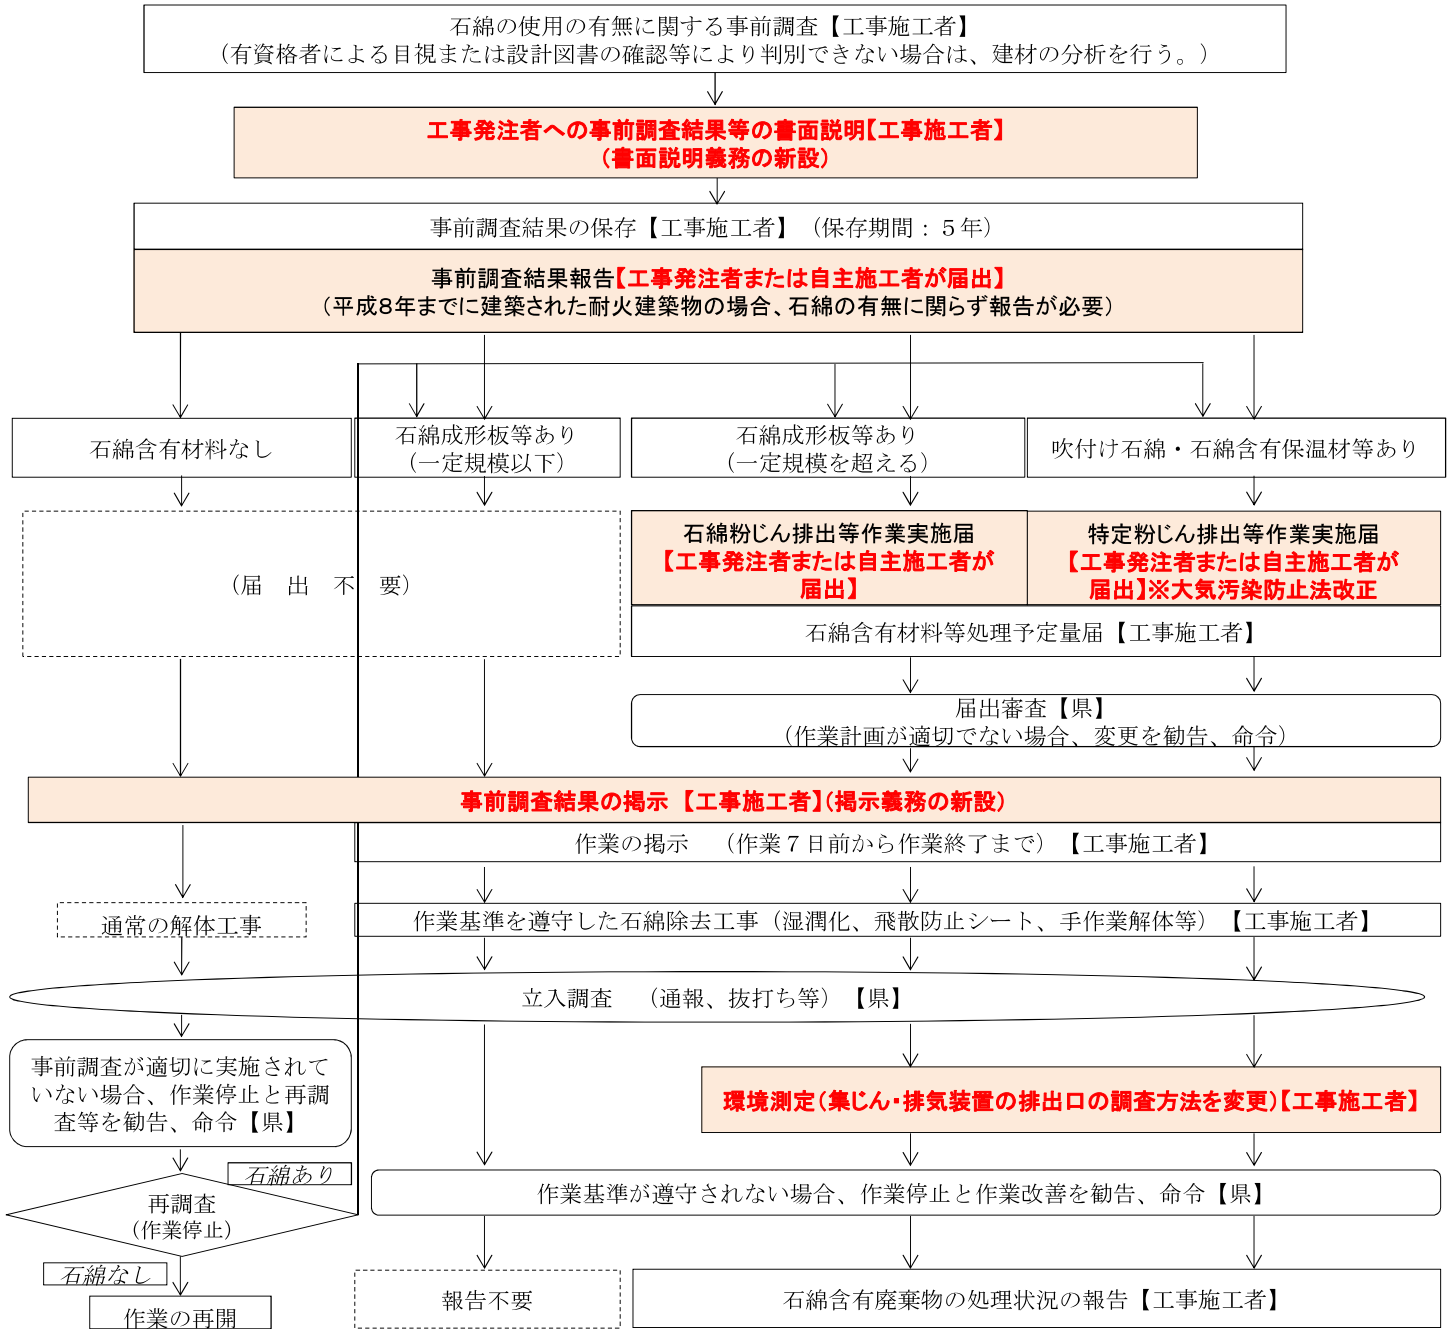 石綿の使用の有無に関する事前調査【工事施工者】
（有資格者による目視または設計図書の確認等により判別できない場合は、建材の分析を行う。）
工事発注者への事前調査結果等の書面説明【工事施工者】
（書面説明義務の新設）
事前調査結果の保存【工事施工者】（保存期間：５年）
事前調査結果報告【工事発注者または自主施工者が届出】
（平成８年までに建築された耐火建築物の場合、石綿の有無に関らず報告が必要）
石綿含有材料なし
石綿成形板等あり
（一定規模以下）
石綿成形板等あり
（一定規模を超える）
吹付け石綿・石綿含有保温材等あり
（届　出　不　要）
石綿粉じん排出等作業実施届
【工事発注者または自主施工者が
届出】
特定粉じん排出等作業実施届
【工事発注者または自主施工者が
届出】※大気汚染防止法改正
石綿含有材料等処理予定量届【工事施工者】
届出審査【県】
（作業計画が適切でない場合、変更を勧告、命令）
事前調査結果の掲示【工事施工者】（掲示義務の新設）
作業の掲示　（作業７日前から作業終了まで）【工事施工者】
通常の解体工事
作業基準を遵守した石綿除去工事（湿潤化、飛散防止シート、手作業解体等）【工事施工者】
立入調査　（通報、抜打ち等）【県】
事前調査が適切に実施されて
いない場合、作業停止と再調
査等を勧告、命令【県】
環境測定（集じん・排気装置の排出口の調査方法を変更）【工事施工者】
石綿あり
再調査
（作業停止）
作業基準が遵守されない場合、作業停止と作業改善を勧告、命令【県】
石綿なし
作業の再開
報告不要
石綿含有廃棄物の処理状況の報告【工事施工者】